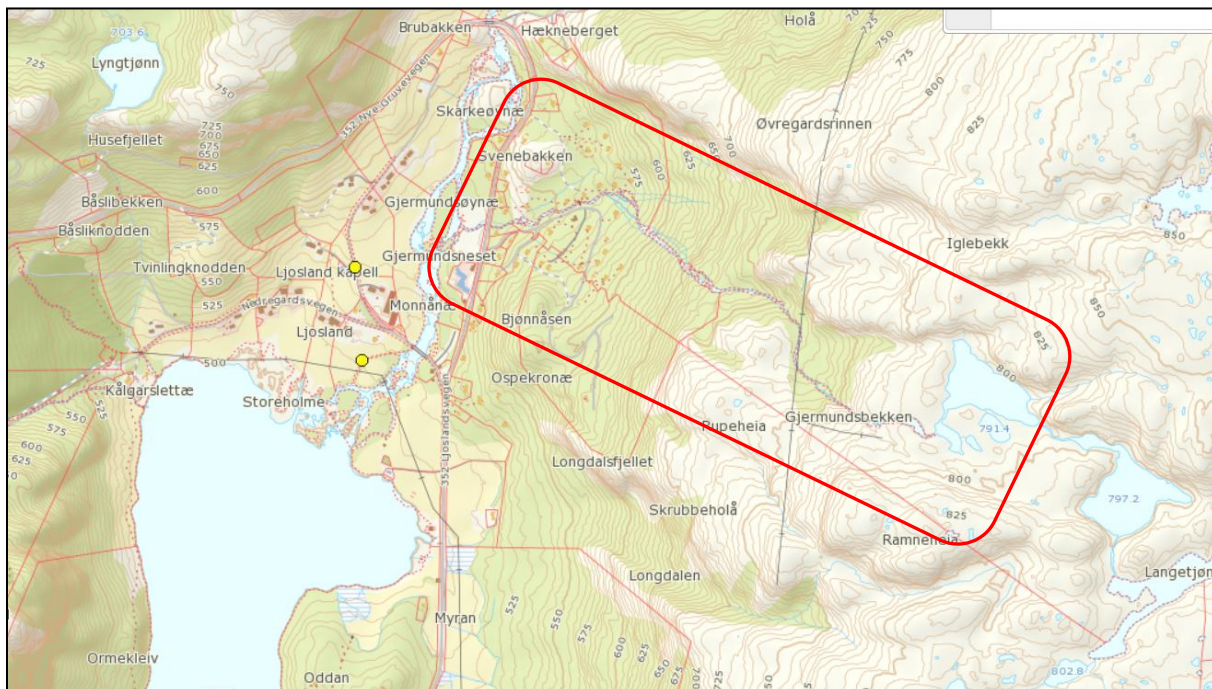 Holå
725
750
775
800
825
Brubakken
Hækneberget
703.6
Lyngtjønn
725
750
352 Nye Gruvevegen
Skarkeøynæ
Øvregardsrinnen
Husefjellet
725
700
675
650
625
600
Svenebakken
700
650
625
600
575
Båslibekken
Gjermundsøynæ
Båsliknodden
575
850
Iglebekk
Tvinlingknodden
550
525
Ljosland kapell
Gjermundsneset
850
Nedregardsvegen
Monnanæ
Bjønnåsen
825
Ljosland
500
800
Kålgarslettæ
525
Storeholme
Ospekronæ
550
575
600
625
352 Ljoslandsvegen
Rupeheia
Gjermundsbekken
791.4
Longdalsfjellet
800
797.2
Skrubbeholå
825
Ramneheia
Longdalen
Langetjøn
525
550
575
600
625
650
700
Myran
Ormekleiv
Oddan
802.8